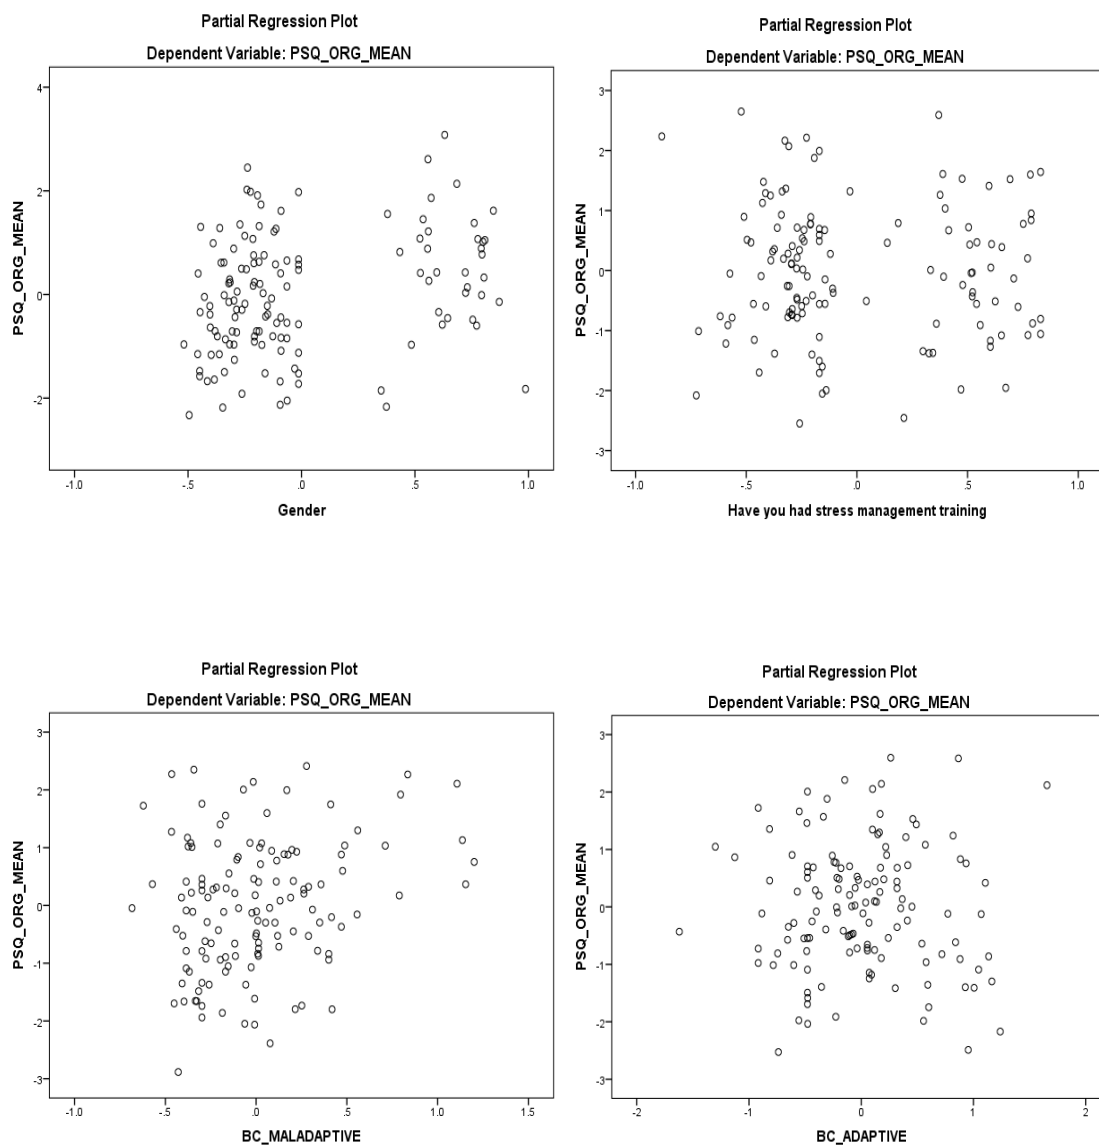 Partial Regression Plot
Dependent Variable: PSQ_ORG_MEAN
PSQ_ORG_MEAN
4
2
0
-2
-1.0
-.5
.0
.5
1.0
Gender
Partial Regression Plot
Dependent Variable: PSQ_ORG_MEAN
PSQ_ORG_MEAN
3
2
1
0
-1
-2
-3
-1.0
-.5
.0
.5
1.0
Have you had stress management training
Partial Regression Plot
Dependent Variable: PSQ_ORG_MEAN
PSQ_ORG_MEAN
3
2
1
0
-1
-2
-3
-1.0
-.5
.0
.5
1.0
1.5
BC_MALADAPTIVE
Partial Regression Plot
Dependent Variable: PSQ_ORG_MEAN
PSQ_ORG_MEAN
3
2
1
0
-1
-2
-3
-2
-1
0
1
2
BC_ADAPTIVE